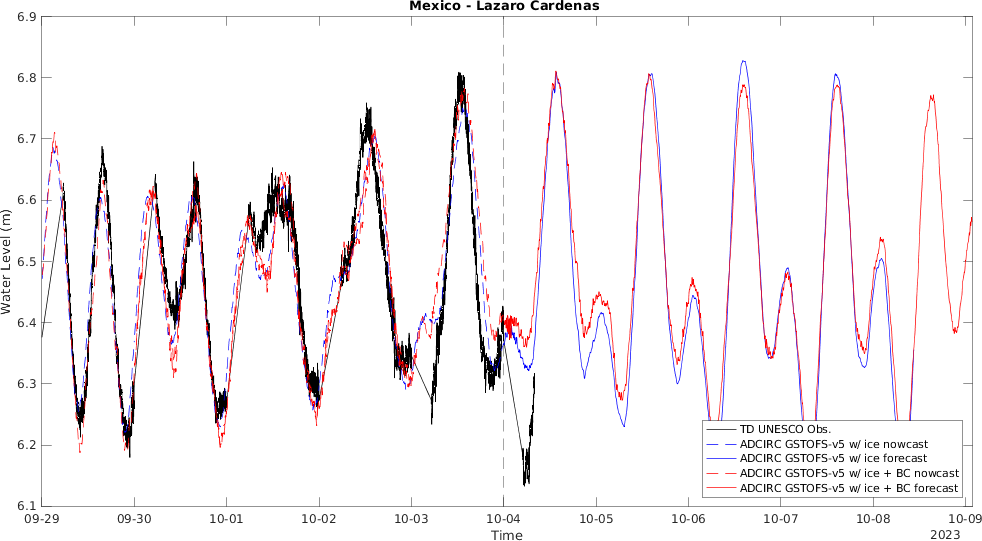 Mexico - Lazaro Cardenas
6.9
6.8
6.7
6.6
6.5
6.4
6.3
6.2
6.1
Water Level (m)
TD UNESCO Obs.
ADCIRC GSTOFS-v5 w/ ice nowcast
ADCIRC GSTOFS-v5 w/ ice forecast
ADCIRC GSTOFS-v5 w/ ice + BC nowcast
ADCIRC GSTOFS-v5 w/ ice + BC forecast
09-29 09-30 10-01 10-02 10-03 10-04 10-05 10-06 10-07 10-08 10-09
Time
2023